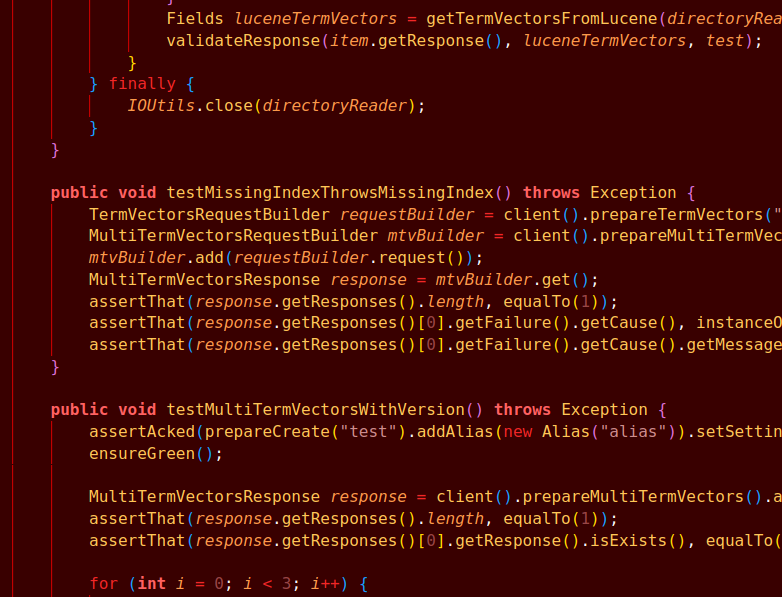 }
Fields luceneTermVectors = getTermVectorsFromLucene(directoryRea
validateResponse(item.getResponse(), luceneTermVectors, test);
}
} finally {
IOUtils.close(directoryReader);
}
}
public void testMissingIndexThrowsMissingIndex() throws Exception {
TermVectorsRequestBuilder requestBuilder = client().prepareTermVectors("
MultiTermVectorsRequestBuilder mtvBuilder = client().prepareMultiTermVec
mtvBuilder.add(requestBuilder.request());
MultiTermVectorsResponse response = mtvBuilder.get();
assertThat(response.getResponses().length, equalTo(1));
assertThat(response.getResponses()[0].getFailure().getCause(), instanceO
assertThat(response.getResponses()[0].getFailure().getCause().getMessage
}
public void testMultiTermVectorsWithVersion() throws Exception {
assertAcked(prepareCreate("test").addAlias(new Alias("alias")).setSettin
ensureGreen();
MultiTermVectorsResponse response = client().prepareMultiTermVectors().a
assertThat(response.getResponses().length, equalTo(1));
assertThat(response.getResponses()[0].getResponse().isExists(), equalTo(
for (int i = 0; i < 3; i++) {